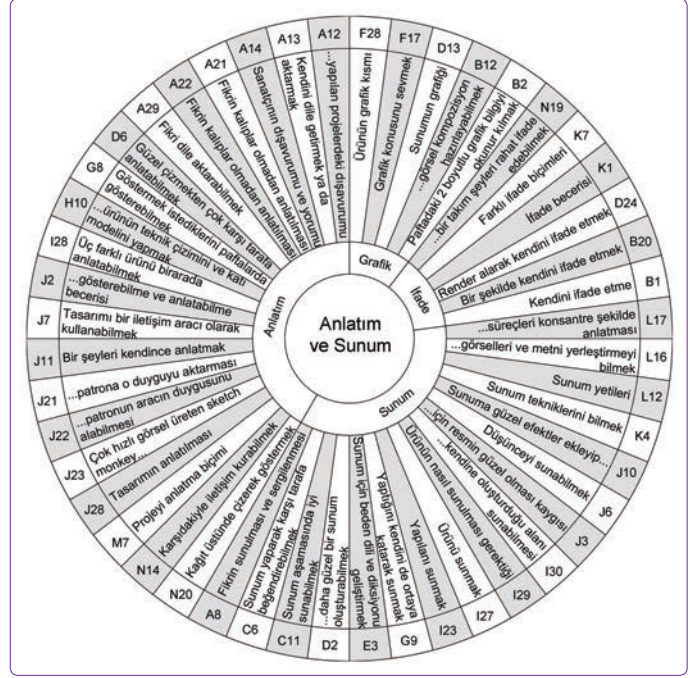 Anlatım
ve Sunum
Grafik
F28
Ürünün grafik kısmı
F17
Grafik konusunu sevmek
D13
Sunumun grafiği
B12
...görsel kompozisyon
hazırlayabilmek
B2
Paftadaki 2 boyutlu grafik bilgiyi
okunur kılmak
İfade
N19
...bir takım şeyleri rahat ifade
edebilmek
K7
Farklı ifade biçimleri
K1
İfade becerisi
D24
Render alarak kendini ifade etmek
B20
Bir şekilde kendini ifade etmek
B1
Kendini ifade etme
Sunum
L17
...süreçleri konsantre şekilde
anlatması
L16
...görselleri ve metni yerleştirmeyi
bilmek
L12
Sunum yetileri
K4
Sunum tekniklerini bilmek
J10
Sunuma güzel efektler ekleyip...
J6
Düşünceyi sunabilmek
J3
...için resmin güzel olması kaygısı
I30
...kendine oluşturduğu alanı
sunabilmesi
I29
Ürünün nasıl sunulması gerektiği
I27
Ürünü sunmak
I23
Yapılanı sunmak
G9
Yaptığını kendini de ortaya
katarak sunmak
E3
Sunum için beden dili ve diksiyonu
geliştirmek
D2
...daha güzel bir sunum
oluşturabilmek
C11
Sunum aşamasında iyi
sunabilmek
C6
Sunum yaparak karşı tarafa
beğendirebilmek
A8
Fikrin sunulması ve sergilenmesi
Anlatım
N20
Kağıt üstünde çizerek göstermek
N14
Karşıdakiyle iletişim kurabilmek
M7
Projeyi anlatma biçimi
J28
Tasarımın anlatılması
J23
Çok hızlı görsel üreten sketch
monkey...
J22
...patronun aracın duygusunu
alabilmesi
J21
...patrona o duyguyu aktarması
J11
Bir şeyleri kendince anlatmak
J7
Tasarımı bir iletişim aracı olarak
kullanabilmek
J2
...gösterebilme ve anlatabilme
becerisi
I28
Üç farklı ürünü birarada
anlatabilmek
H10
...ürünün teknik çizimini ve katı
modelini yapmak
G8
Göstermek istediklerini paftalarda
gösterebilmek
D6
Güzel çizmekten çok karşı tarafa
anlatabilmek
A29
Fikri dile aktarabilmek
A22
Fikrin kalıplar olmadan anlatılması
A21
Fikrin kalıplar olmadan anlatılması
A14
Sanatçının dışavurumu ve yorumu
A13
Kendini dile getirmek ya da
aktarmak
A12
...yapılan projelerdeki dışavurumu